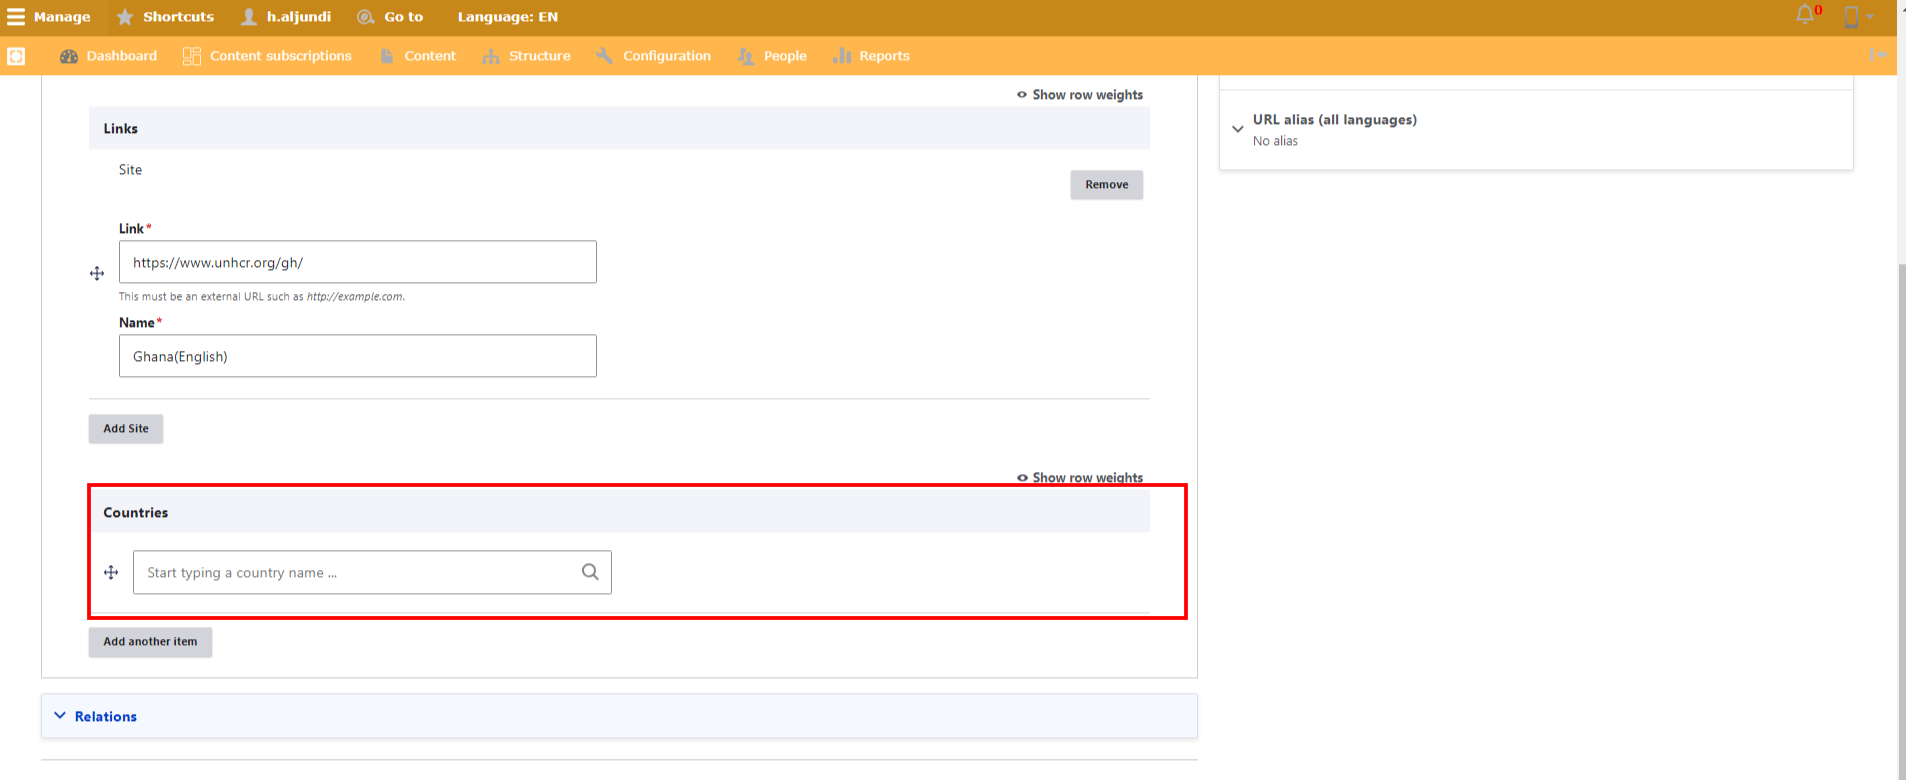 Manage Shortcuts h.aljundi Go to Language: EN 0
Dashboard Content subscriptions Content Structure Configuration People Reports
Show row weights
Links
Site
Remove
Link*
https://www.unhcr.org/gh/
This must be an external URL such as http://example.com.
Name*
Ghana(English)
Add Site
Show row weights
Countries
Start typing a country name ...
Add another item
Relations
URL alias (all languages)
No alias